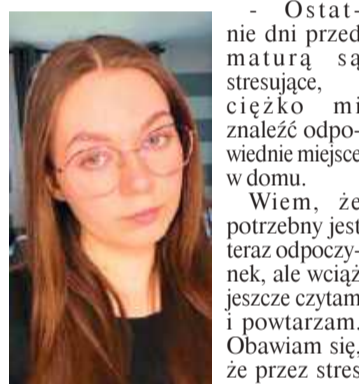 - Ostat-
nie dni przed
maturą są
stresujące,
ciężko mi
znaleźć odpo-
wiednie miejsce
w domu.
Wiem, że
potrzebny jest
teraz odpoczy-
nek, ale wciąż
jeszcze czytam
i powtarzam.
Obawiam się,
że przez stres